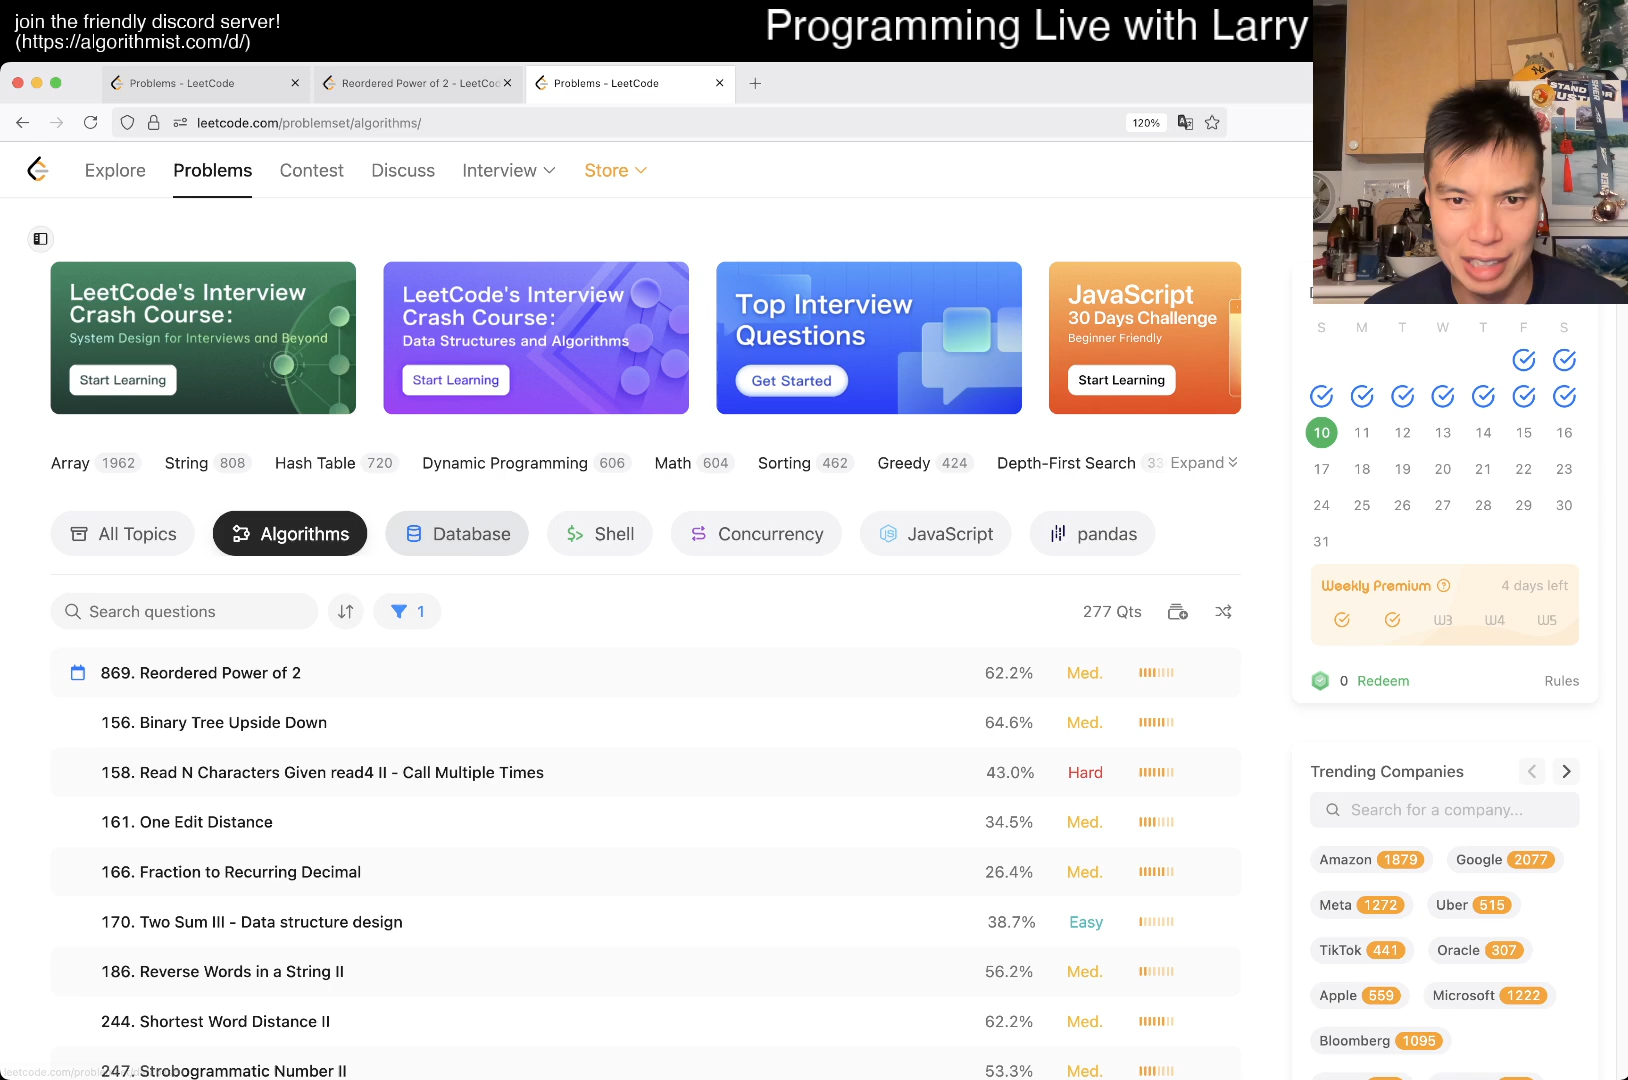 join the friendly discord server!
(https://algorithmist.com/d/)
Programming Live with Larry
Problems - LeetCode
Reordered Power of 2 - LeetCod
Problems - LeetCode
leetcode.com/problemset/algorithms/
120%
Explore
Problems
Contest
Discuss
Interview
Store
LeetCode's Interview
Crash Course:
System Design for Interviews and Beyond
Start Learning
LeetCode's Interview
Crash Course:
Data Structures and Algorithms
Start Learning
Top Interview
Questions
Get Started
JavaScript
30 Days Challenge
Beginner Friendly
Start Learning
Array 1962
String 808
Hash Table 720
Dynamic Programming 606
Math 604
Sorting 462
Greedy 424
Depth-First Search 33
Expand
All Topics
Algorithms
Database
Shell
Concurrency
JavaScript
pandas
Search questions
1
277 Qts
869. Reordered Power of 2 62.2% Med.
156. Binary Tree Upside Down 64.6% Med.
158. Read N Characters Given read4 II - Call Multiple Times 43.0% Hard
161. One Edit Distance 34.5% Med.
166. Fraction to Recurring Decimal 26.4% Med.
170. Two Sum III - Data structure design 38.7% Easy
186. Reverse Words in a String II 56.2% Med.
244. Shortest Word Distance II 62.2% Med.
247. Strobogrammatic Number II 53.3% Med.
S M T W T F S
10 11 12 13 14 15 16
17 18 19 20 21 22 23
24 25 26 27 28 29 30
31
Weekly Premium 4 days left
W3 W4 W5
0 Redeem Rules
Trending Companies
Search for a company...
Amazon 1879
Google 2077
Meta 1272
Uber 515
TikTok 441
Oracle 307
Apple 559
Microsoft 1222
Bloomberg 1095